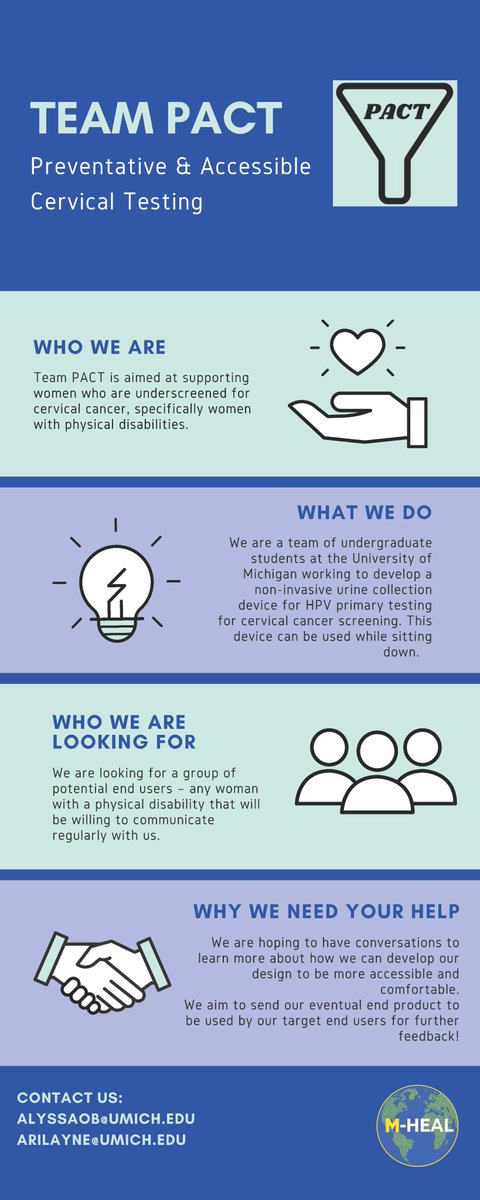 TEAM PACT
PACT
Preventative & Accessible
Cervical Testing
WHO WE ARE
Team PACT is aimed at supporting
women who are underscreened for
cervical cancer, specifically women
with physical disabilities.
WHAT WE DO
We are a team of undergraduate
students at the University of
Michigan working to develop a
non-invasive urine collection
device for HPV primary testing
for cervical cancer screening. This
device can be used while sitting
down.
WHO WE ARE
LOOKING FOR
We are looking for a group of
potential end users – any woman
with a physical disability that will
be willing to communicate
regularly with us.
WHY WE NEED YOUR HELP
We are hoping to have conversations to
learn more about how we can develop our
design to be more accessible and
comfortable.
We aim to send our eventual end product to
be used by our target end users for further
feedback!
CONTACT US:
ALYSSAOB@UMICH.EDU
ARILAYNE@UMICH.EDU
M-HEAL